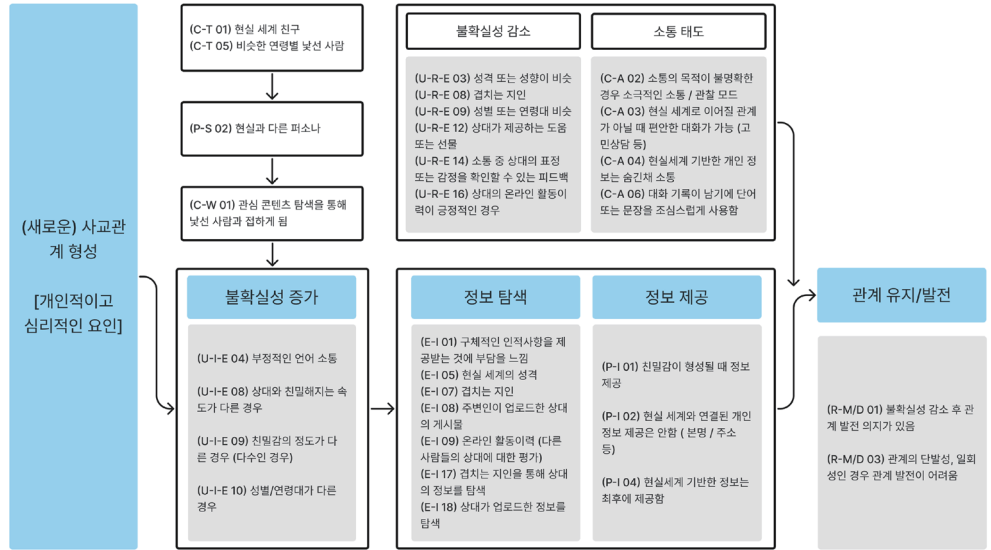 (새로운) 사교관
계 형성
[개인적이고
심리적인 요인]
(C-T 01) 현실 세계 친구
(C-T 05) 비슷한 연령별 낯선 사람
(P-S 02) 현실과 다른 퍼소나
(C-W 01) 관심 콘텐츠 탐색을 통해
낯선 사람과 접하게 됨
불확실성 증가
(U-I-E 04) 부정적인 언어 소통
(U-I-E 08) 상대와 친밀해지는 속
도가 다른 경우
(U-I-E 09) 친밀감의 정도가 다
른 경우 (다수인 경우)
(U-I-E 10) 성별/연령대가 다른
경우
불확실성 감소
(U-R-E 03) 성격 또는 성향이 비슷
(U-R-E 08) 겹치는 지인
(U-R-E 09) 성별 또는 연령대 비슷
(U-R-E 12) 상대가 제공하는 도움
또는 선물
(U-R-E 14) 소통 중 상대의 표정
또는 감정을 확인할 수 있는 피드백
(U-R-E 16) 상대의 온라인 활동이
력이 긍정적인 경우
소통 태도
(C-A 02) 소통의 목적이 불명확한
경우 소극적인 소통 / 관찰 모드
(C-A 03) 현실 세계로 이어질 관계
가 아닐 때 편안한 대화가 가능 (고
민상담 등)
(C-A 04) 현실세계 기반한 개인 정
보는 숨긴채 소통
(C-A 06) 대화 기록이 남기에 단어
또는 문장을 조심스럽게 사용함
정보 탐색
(E-I 01) 구체적인 인적사항을 제
공받는 것에 부담을 느낌
(E-I 05) 현실 세계의 성격
(E-I 07) 겹치는 지인
(E-I 08) 주변인이 업로드한 상대
의 게시물
(E-I 09) 온라인 활동이력 (다른
사람들의 상대에 대한 평가)
(E-I 17) 겹치는 지인을 통해 상대
의 정보를 탐색
(E-I 18) 상대가 업로드한 정보를
탐색
정보 제공
(P-I 01) 친밀감이 형성될 때 정보
제공
(P-I 02) 현실 세계와 연결된 개인
정보 제공은 안함 ( 본명 / 주소
등)
(P-I 04) 현실세계 기반한 정보는
최후에 제공함
관계 유지/발전
(R-M/D 01) 불확실성 감소 후 관
계 발전 의지가 있음
(R-M/D 03) 관계의 단발성, 일회
성인 경우 관계 발전이 어려움